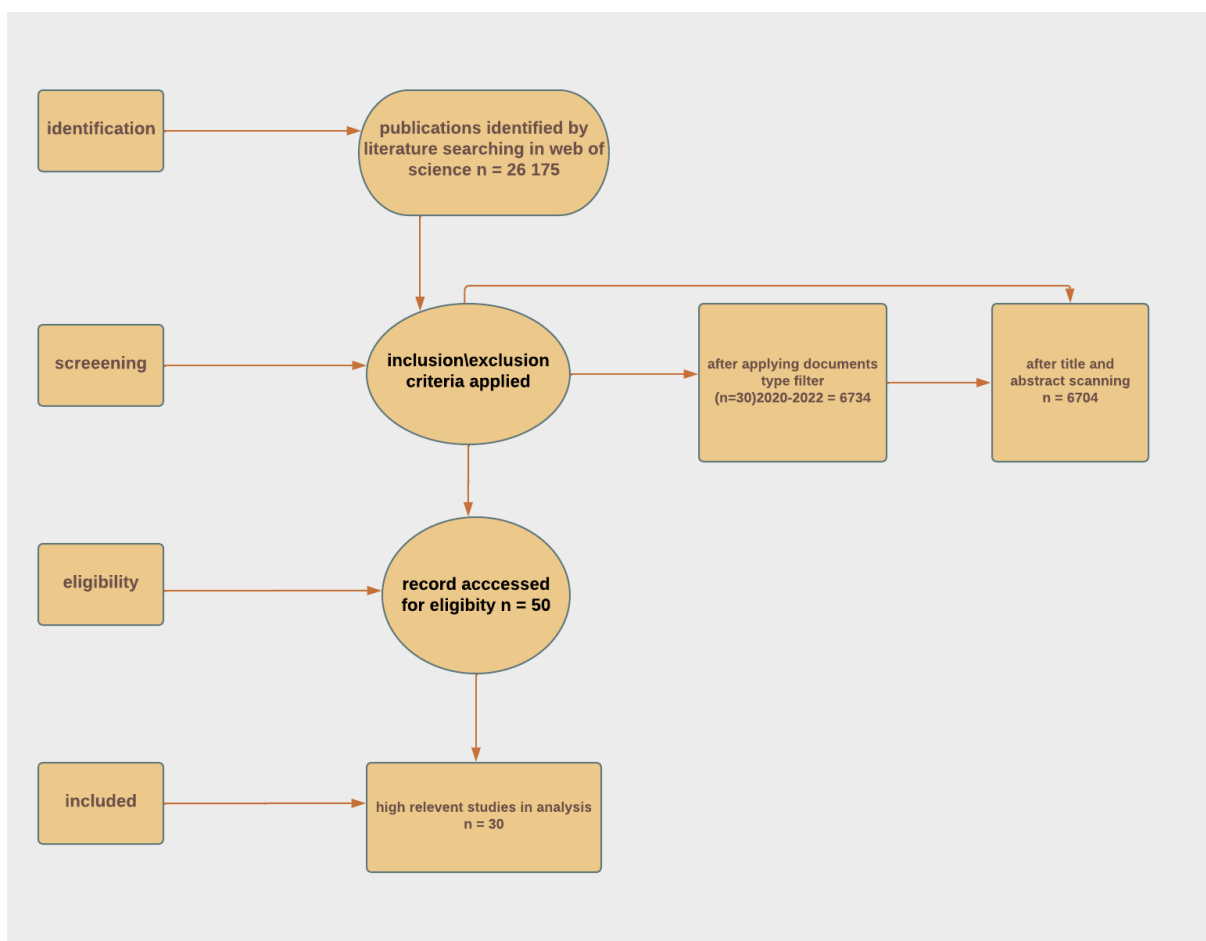 identification
publications identified by
literature searching in web of
science n = 26 175
screeening
inclusion\exclusion
criteria applied
after applying documents
type filter
(n=30)2020-2022 = 6734
after title and
abstract scanning
n = 6704
eligibility
record acccessed
for eligibity n = 50
included
high relevent studies in analysis
n = 30